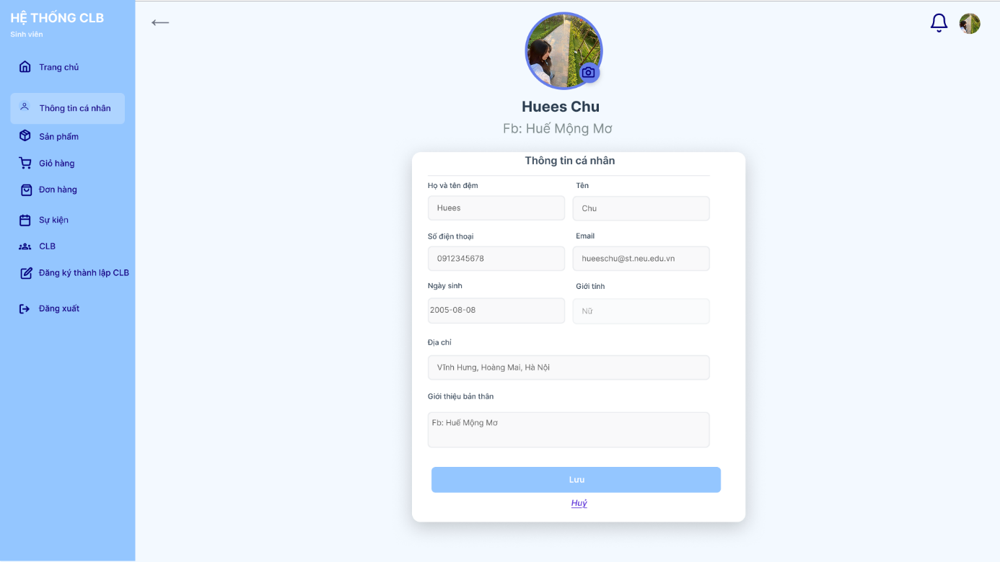 HỆ THỐNG CLB
Sinh viên
Trang chủ
Thông tin cá nhân
Sản phẩm
Giỏ hàng
Đơn hàng
Sự kiện
CLB
Đăng ký thành lập CLB
Đăng xuất
Huees Chu
Fb: Huế Mộng Mơ
Thông tin cá nhân
Họ và tên đệm Tên
Huees Chu
Số điện thoại Email
0912345678 hueeschu@st.neu.edu.vn
Ngày sinh Giới tính
2005-08-08 Nữ
Địa chỉ
Vĩnh Hưng, Hoàng Mai, Hà Nội
Giới thiệu bản thân
Fb: Huế Mộng Mơ
Lưu
Huỷ